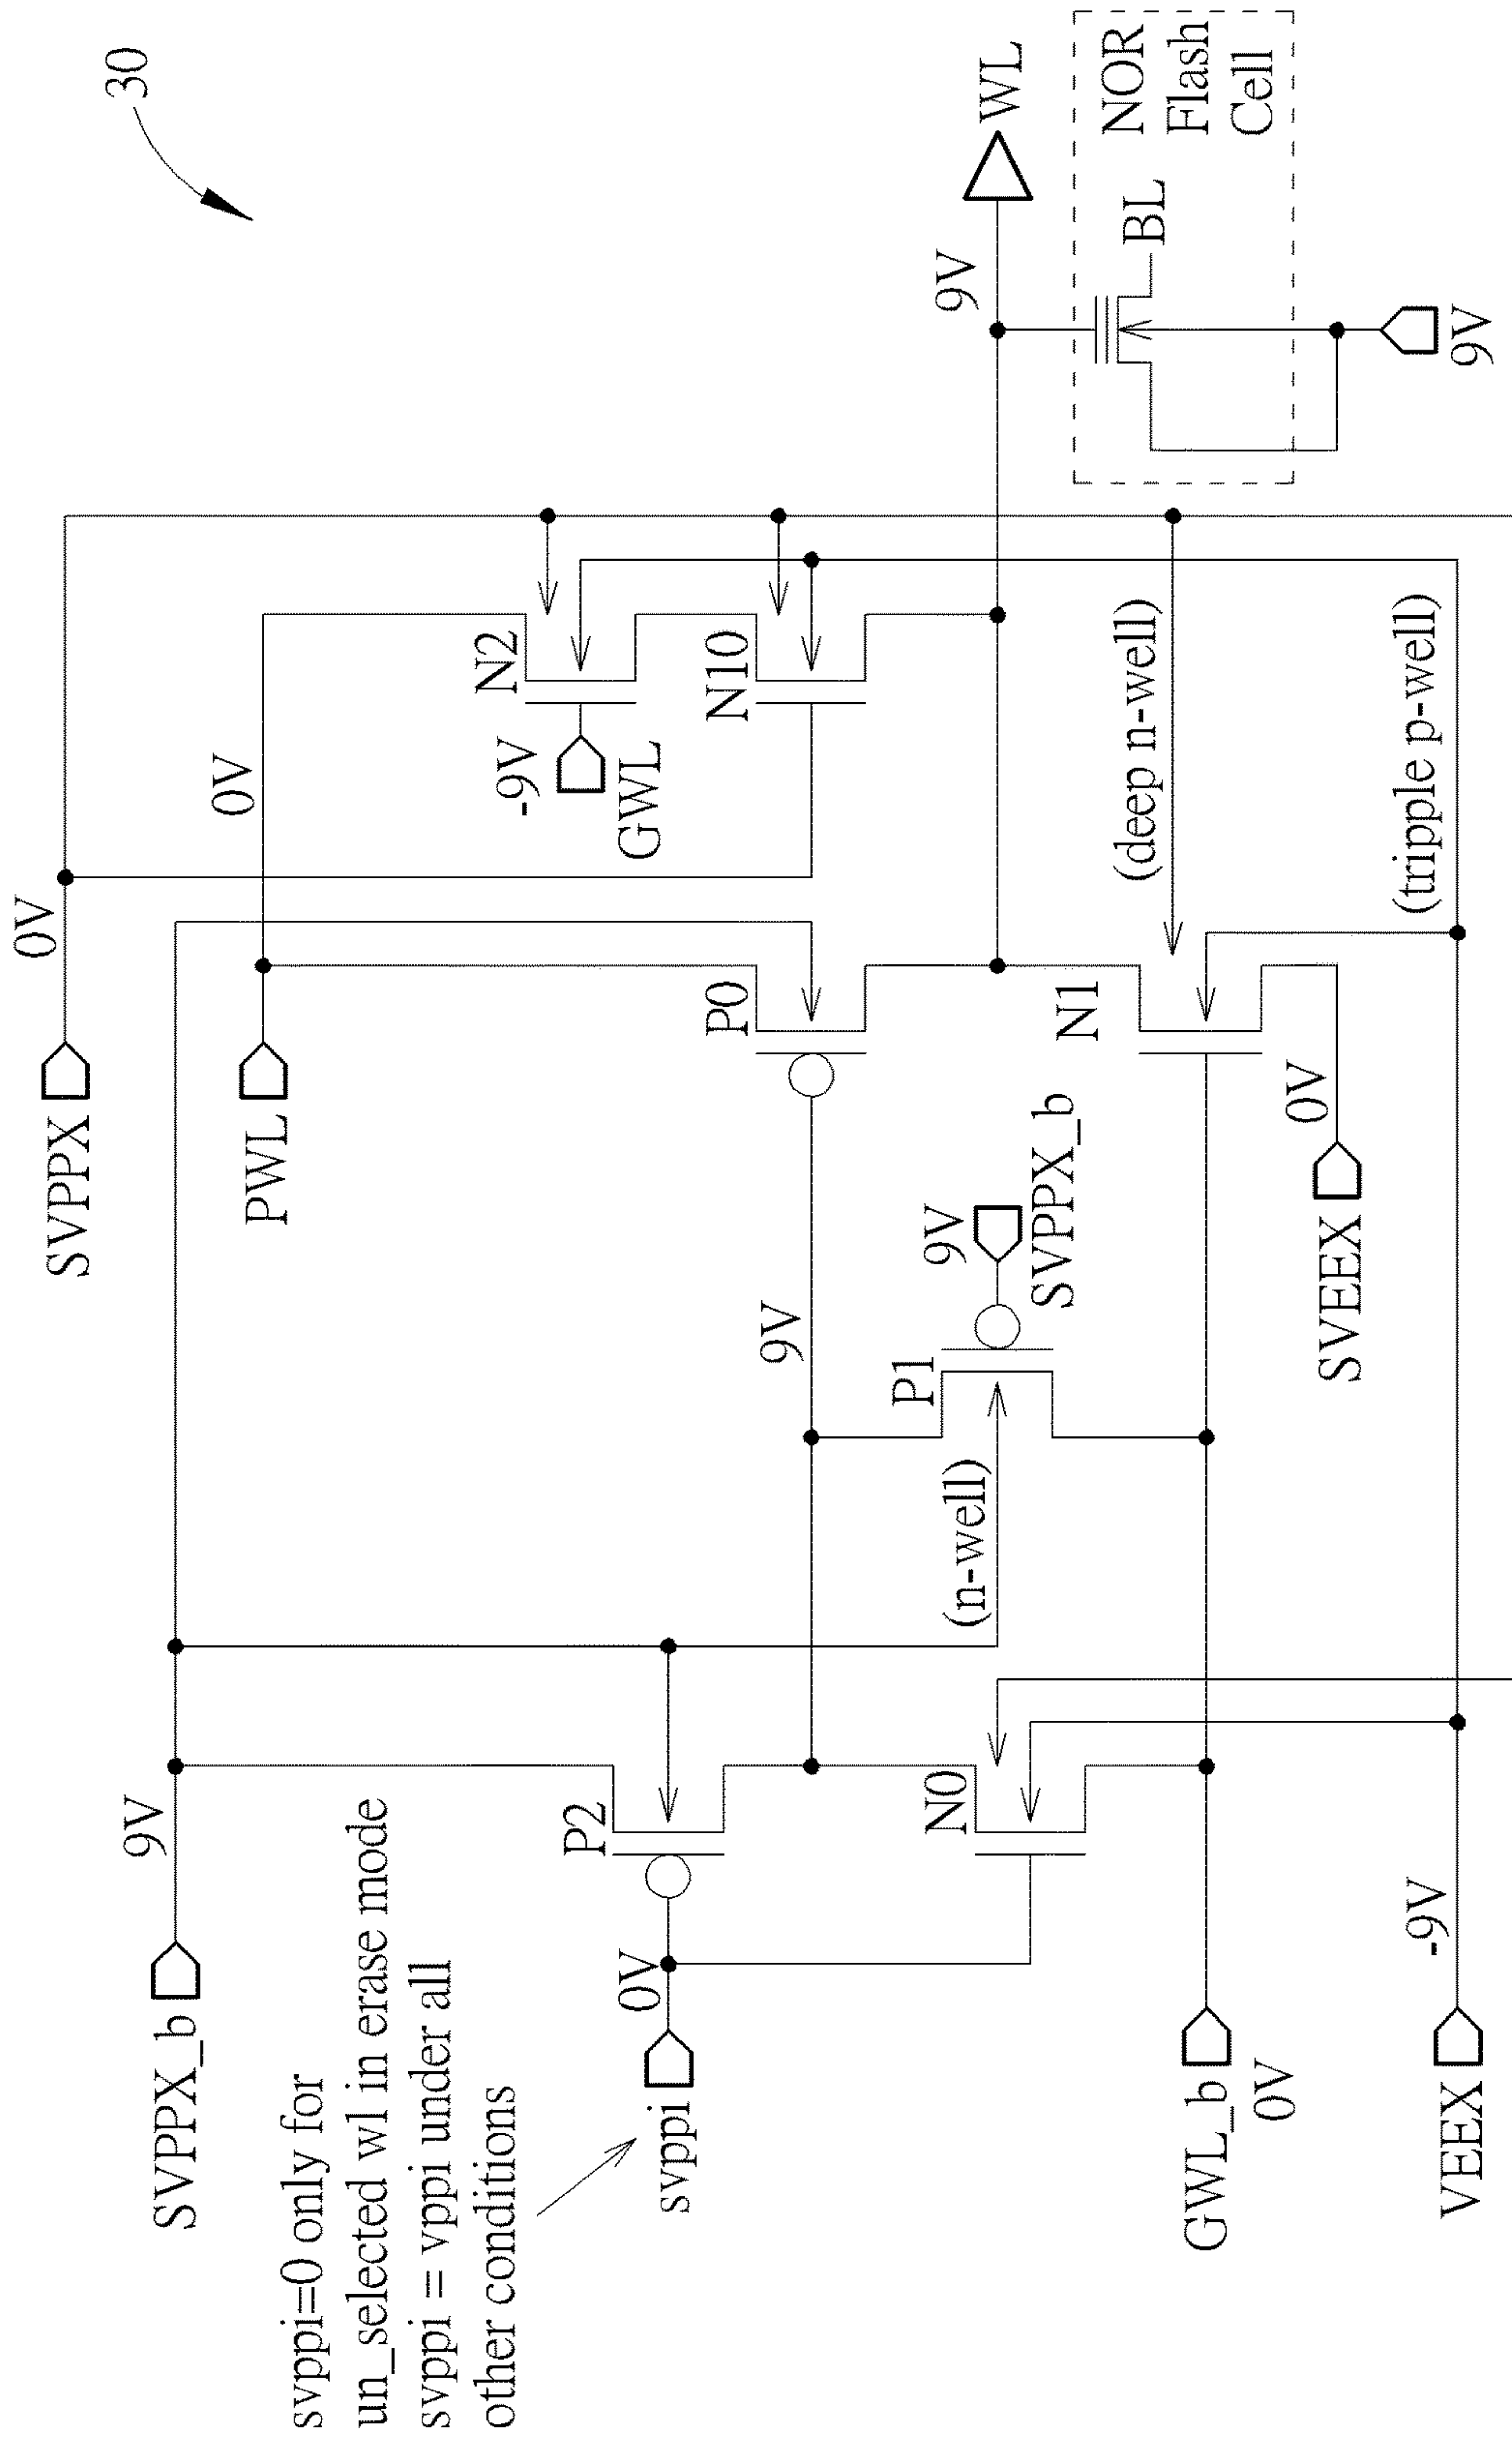 30
SVPPX_b
9V
svppi=0 only for
un_selected wl in erase mode
svppi = vppi under all
other conditions
svppi
0V
P2
N0
GWL_b
0V
VEEX
-9V
SVPPX
0V
PWL
0V
P0
9V
P1
(n-well)
9V
SVPPX_b
N1
SVEEX
0V
N2
-9V
GWL
N10
(deep n-well)
(tripple p-well)
9V
WL
BL
NOR
Flash
Cell
9V